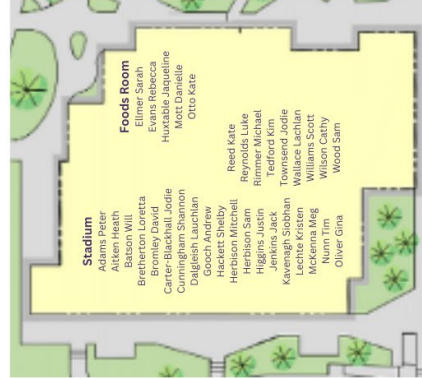 Stadium
Adams Peter
Aitken Heath
Batson Will
Bretherton Loretta
Bromley David
Carter-Blackhall Jodie
Cunningham Shannon
Dalgleish Lauchlan
Gooch Andrew
Hackett Shelby
Herbison Mitchell
Herbison Sam
Higgins Justin
Jenkins Jack
Kavenagh Siobhan
Lechte Kristen
McKenna Meg
Nunn Tim
Oliver Gina
Reed Kate
Reynolds Luke
Rimmer Michael
Tedford Kim
Townsend Jodie
Wallace Lachlan
Williams Scott
Wilson Cathy
Wood Sam
Foods Room
Ellmer Sarah
Evans Rebecca
Huxtable Jaqueline
Mott Danielle
Otto Kate